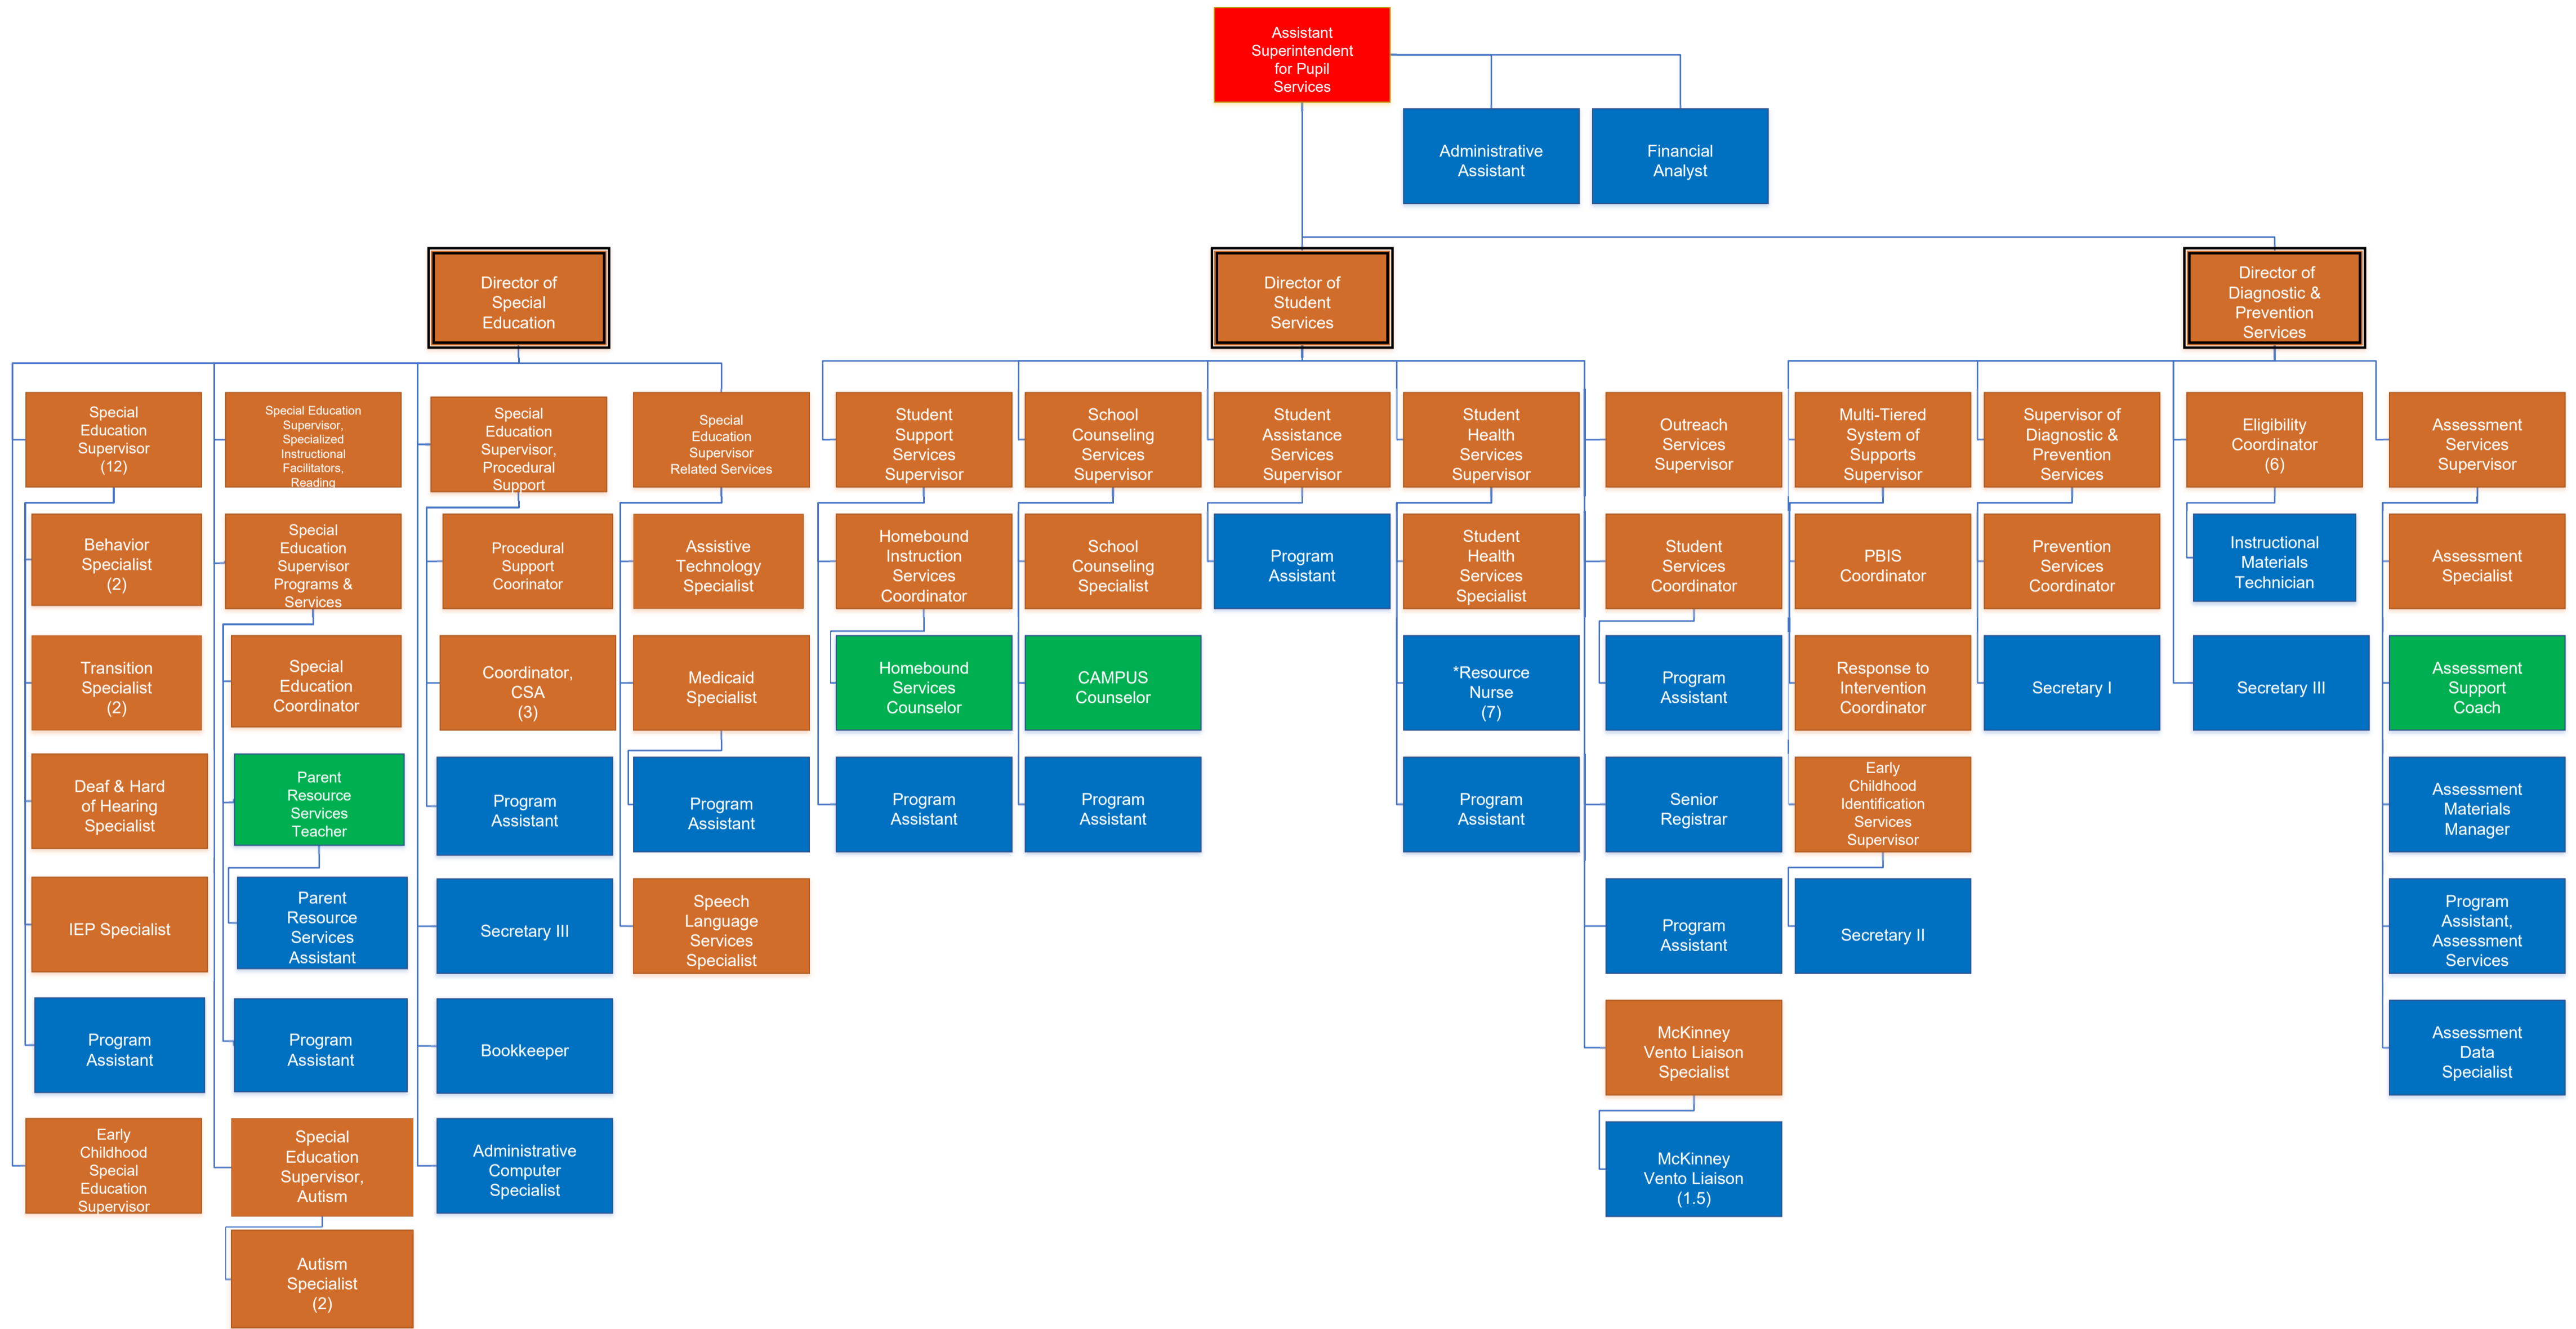 Assistant
Superintendent
for Pupil
Services
Administrative
Assistant
Financial
Analyst
Director of
Special
Education
Director of
Student
Services
Director of
Diagnostic &
Prevention
Services
Special
Education
Supervisor
(12)
Special Education
Supervisor,
Specialized
Instructional
Facilitators,
Reading
Special
Education
Supervisor,
Procedural
Support
Special
Education
Supervisor
Related Services
Student
Support
Services
Supervisor
School
Counseling
Services
Supervisor
Student
Assistance
Services
Supervisor
Student
Health
Services
Supervisor
Outreach
Services
Supervisor
Multi-Tiered
System of
Supports
Supervisor
Supervisor of
Diagnostic &
Prevention
Services
Eligibility
Coordinator
(6)
Assessment
Services
Supervisor
Behavior
Specialist
(2)
Special
Education
Supervisor
Programs &
Services
Procedural
Support
Coorinator
Assistive
Technology
Specialist
Homebound
Instruction
Services
Coordinator
School
Counseling
Specialist
Program
Assistant
Student
Health
Services
Specialist
Student
Services
Coordinator
PBIS
Coordinator
Prevention
Services
Coordinator
Instructional
Materials
Technician
Assessment
Specialist
Transition
Specialist
(2)
Special
Education
Coordinator
Coordinator,
CSA
(3)
Medicaid
Specialist
Homebound
Services
Counselor
CAMPUS
Counselor
*Resource
Nurse
(7)
Program
Assistant
Response to
Intervention
Coordinator
Secretary I
Secretary III
Assessment
Support
Coach
Deaf & Hard
of Hearing
Specialist
Parent
Resource
Services
Teacher
Program
Assistant
Program
Assistant
Program
Assistant
Program
Assistant
Program
Assistant
Senior
Registrar
Early
Childhood
Identification
Services
Supervisor
Assessment
Materials
Manager
IEP Specialist
Parent
Resource
Services
Assistant
Secretary III
Speech
Language
Services
Specialist
Program
Assistant
Secretary II
Program
Assistant,
Assessment
Services
Program
Assistant
Program
Assistant
Bookkeeper
McKinney
Vento Liaison
Specialist
Assessment
Data
Specialist
Early
Childhood
Special
Education
Supervisor
Special
Education
Supervisor,
Autism
Administrative
Computer
Specialist
McKinney
Vento Liaison
(1.5)
Autism
Specialist
(2)